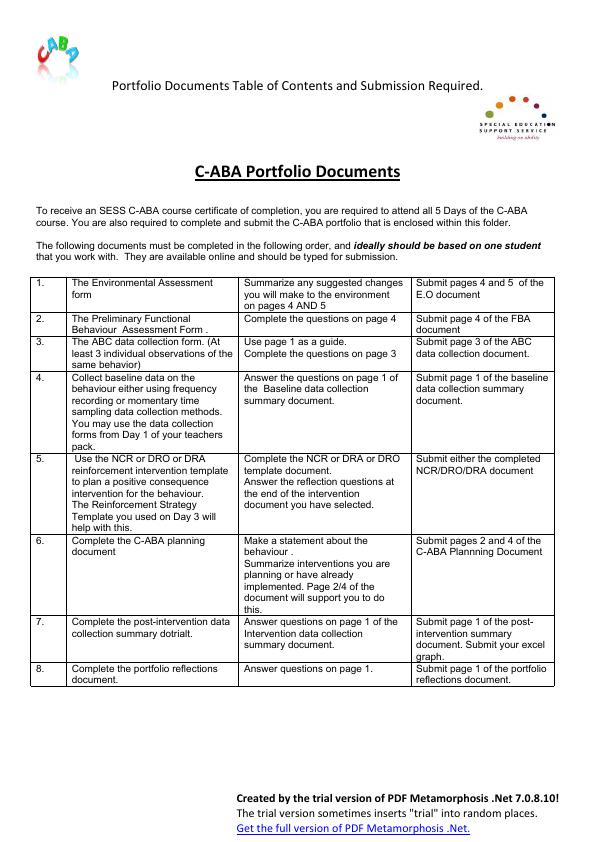 CABA
Portfolio Documents Table of Contents and Submission Required.
SPECIAL EDUCATION
SUPPORT SERVICE
building on ability
C-ABA Portfolio Documents
To receive an SESS C-ABA course certificate of completion, you are required to attend all 5 Days of the C-ABA
course. You are also required to complete and submit the C-ABA portfolio that is enclosed within this folder.
The following documents must be completed in the following order, and ideally should be based on one student
that you work with. They are available online and should be typed for submission.
1.
The Environmental Assessment
form
Summarize any suggested changes
you will make to the environment
on pages 4 AND 5
Submit pages 4 and 5 of the
E.O document
2.
The Preliminary Functional
Behaviour Assessment Form .
Complete the questions on page 4
Submit page 4 of the FBA
document
3.
The ABC data collection form. (At
least 3 individual observations of the
same behavior)
Use page 1 as a guide.
Complete the questions on page 3
Submit page 3 of the ABC
data collection document.
4.
Collect baseline data on the
behaviour either using frequency
recording or momentary time
sampling data collection methods.
You may use the data collection
forms from Day 1 of your teachers
pack.
Answer the questions on page 1 of
the Baseline data collection
summary document.
Submit page 1 of the baseline
data collection summary
document.
5.
Use the NCR or DRO or DRA
reinforcement intervention template
to plan a positive consequence
intervention for the behaviour.
The Reinforcement Strategy
Template you used on Day 3 will
help with this.
Complete the NCR or DRA or DRO
template document.
Answer the reflection questions at
the end of the intervention
document you have selected.
Submit either the completed
NCR/DRO/DRA document
6.
Complete the C-ABA planning
document
Make a statement about the
behaviour .
Summarize interventions you are
planning or have already
implemented. Page 2/4 of the
document will support you to do
this.
Submit pages 2 and 4 of the
C-ABA Plannning Document
7.
Complete the post-intervention data
collection summary dotrialt.
Answer questions on page 1 of the
Intervention data collection
summary document.
Submit page 1 of the post-
intervention summary
document. Submit your excel
graph.
8.
Complete the portfolio reflections
document.
Answer questions on page 1.
Submit page 1 of the portfolio
reflections document.
Created by the trial version of PDF Metamorphosis .Net 7.0.8.10!
The trial version sometimes inserts "trial" into random places.
Get the full version of PDF Metamorphosis .Net.